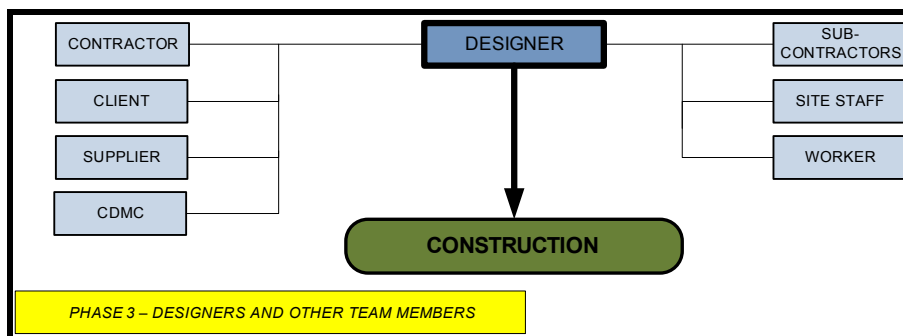 CONTRACTOR
DESIGNER
SUB-
CONTRACTORS
CLIENT
SITE STAFF
SUPPLIER
WORKER
CDMC
CONSTRUCTION
PHASE 3 – DESIGNERS AND OTHER TEAM MEMBERS